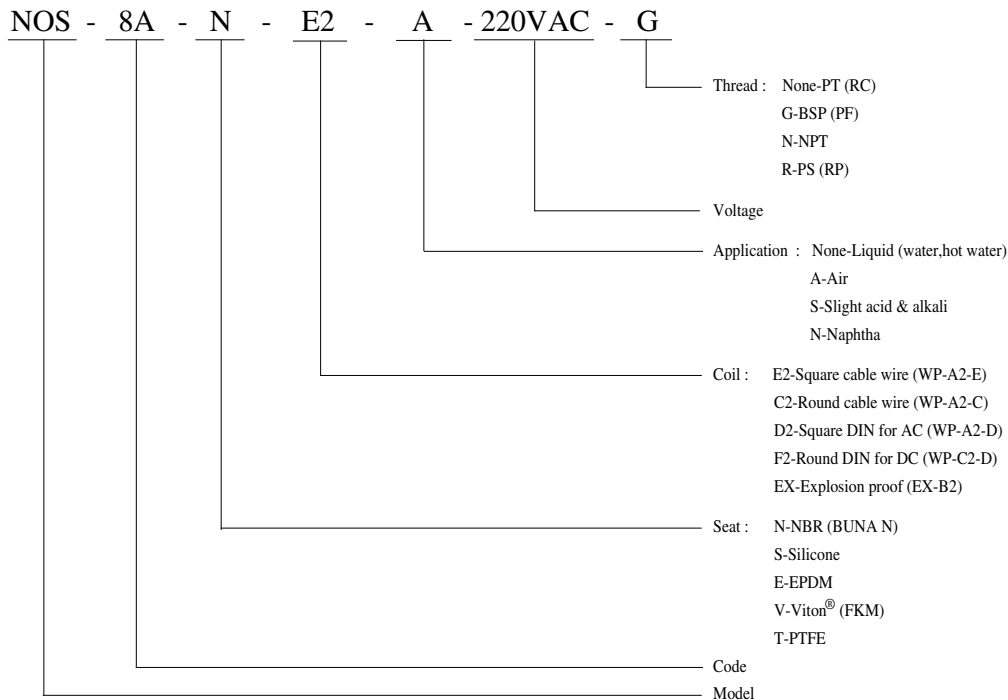 NOS - 8A - N - E2 - A - 220VAC - G
Thread : None-PT (RC)
G-BSP (PF)
N-NPT
R-PS (RP)
Voltage
Application : None-Liquid (water,hot water)
A-Air
S-Slight acid & alkali
N-Naphtha
Coil : E2-Square cable wire (WP-A2-E)
C2-Round cable wire (WP-A2-C)
D2-Square DIN for AC (WP-A2-D)
F2-Round DIN for DC (WP-C2-D)
EX-Explosion proof (EX-B2)
Seat : N-NBR (BUNA N)
S-Silicone
E-EPDM
V-Viton® (FKM)
T-PTFE
Code
Model